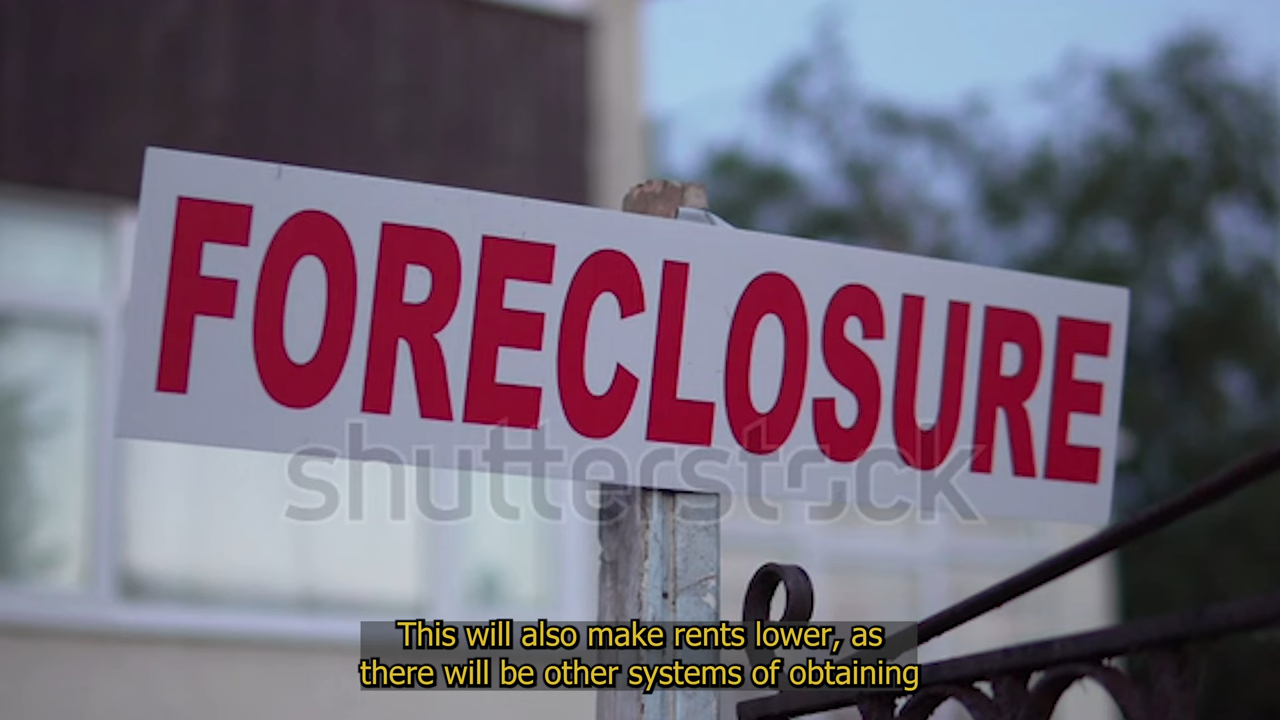 FORECLOSURE
shutterstock
This will also make rents lower, as
there will be other systems of obtaining